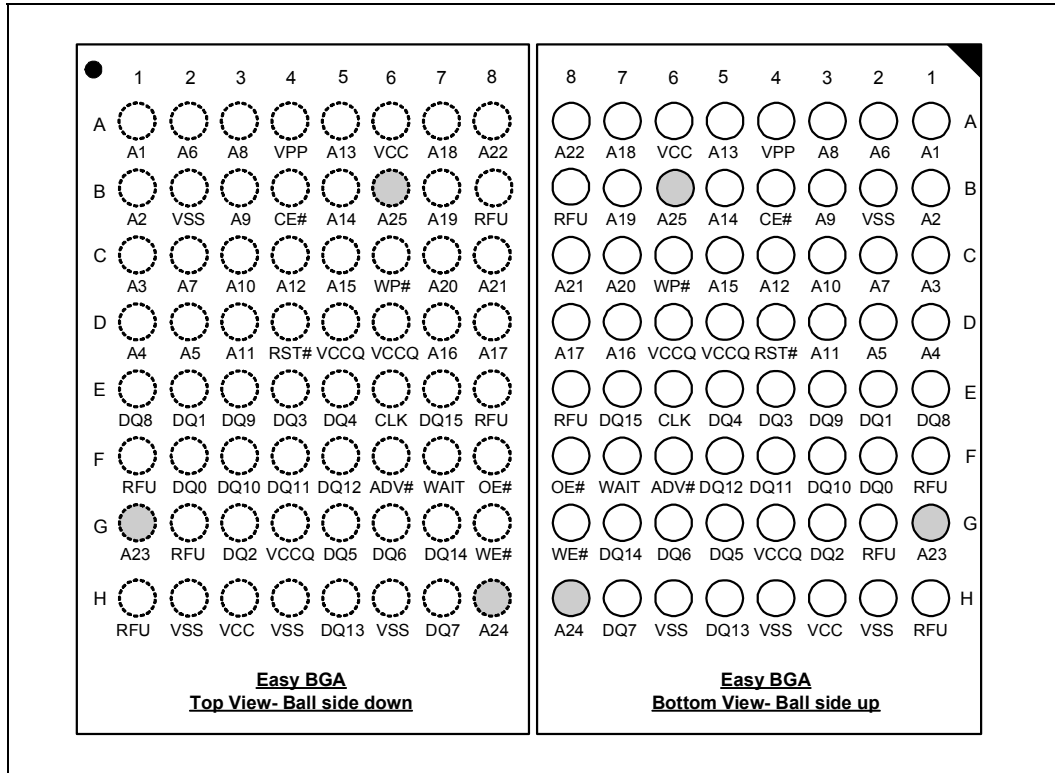 1 2 3 4 5 6 7 8
A
A1 A6 A8 VPP A13 VCC A18 A22
B
A2 VSS A9 CE# A14 A25 A19 RFU
C
A3 A7 A10 A12 A15 WP# A20 A21
D
A4 A5 A11 RST# VCCQ VCCQ A16 A17
E
DQ8 DQ1 DQ9 DQ3 DQ4 CLK DQ15 RFU
F
RFU DQ0 DQ10 DQ11 DQ12 ADV# WAIT OE#
G
A23 RFU DQ2 VCCQ DQ5 DQ6 DQ14 WE#
H
RFU VSS VCC VSS DQ13 VSS DQ7 A24
Easy BGA
Top View- Ball side down
8 7 6 5 4 3 2 1
A
A22 A18 VCC A13 VPP A8 A6 A1
B
RFU A19 A25 A14 CE# A9 VSS A2
C
A21 A20 WP# A15 A12 A10 A7 A3
D
A17 A16 VCCQ VCCQ RST# A11 A5 A4
E
RFU DQ15 CLK DQ4 DQ3 DQ9 DQ1 DQ8
F
OE# WAIT ADV# DQ12 DQ11 DQ10 DQ0 RFU
G
WE# DQ14 DQ6 DQ5 VCCQ DQ2 RFU A23
H
A24 DQ7 VSS DQ13 VSS VCC VSS RFU
Easy BGA
Bottom View- Ball side up